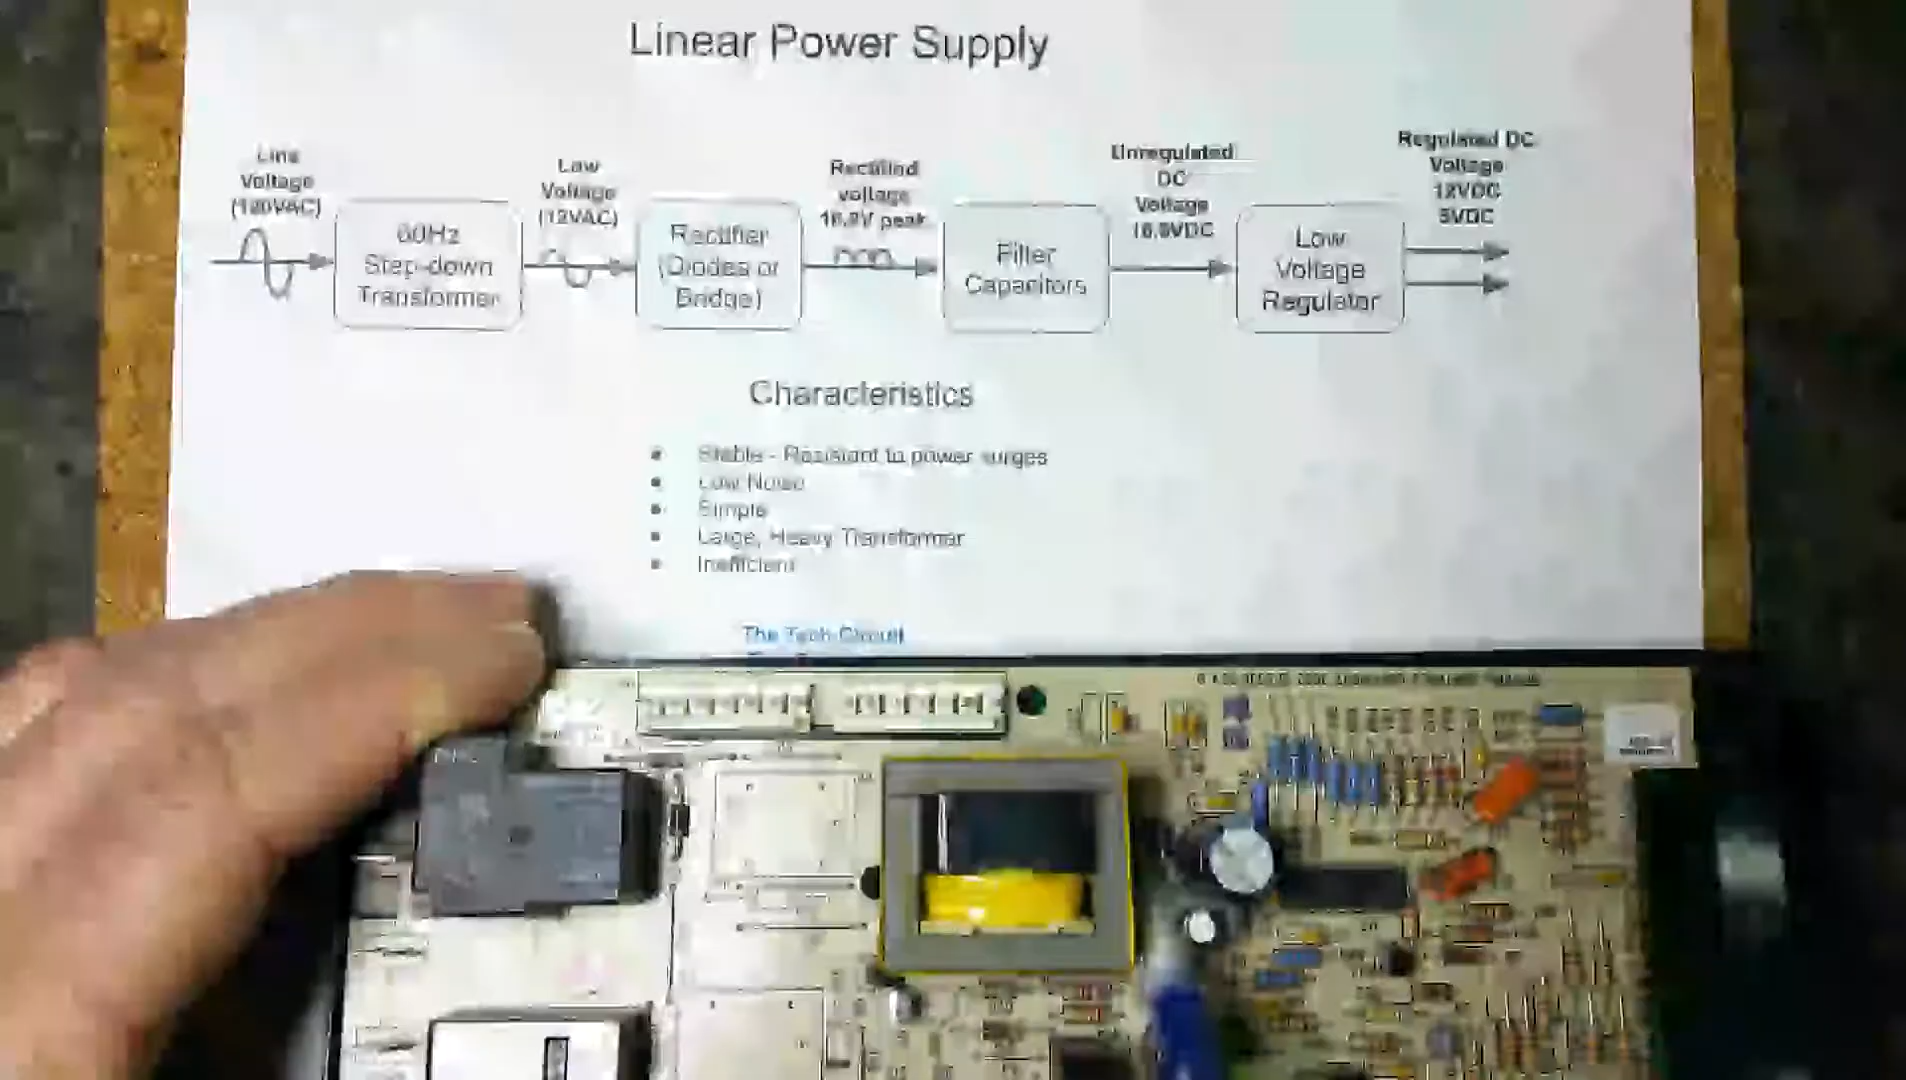 Linear Power Supply
Line
Voltage
(120VAC)
60Hz
Step-down
Transformer
Low
Voltage
(12VAC)
Rectifier
(Diodes or
Bridge)
Rectified
voltage
16.9V peak
Filter
Capacitors
Unregulated
DC
Voltage
16.9VDC
Low
Voltage
Regulator
Regulated DC
Voltage
12VDC
5VDC
Characteristics
Stable - Resistant to power surges
Low Noise
Simple
Large, Heavy Transformer
Inefficient
The Tech Circuit